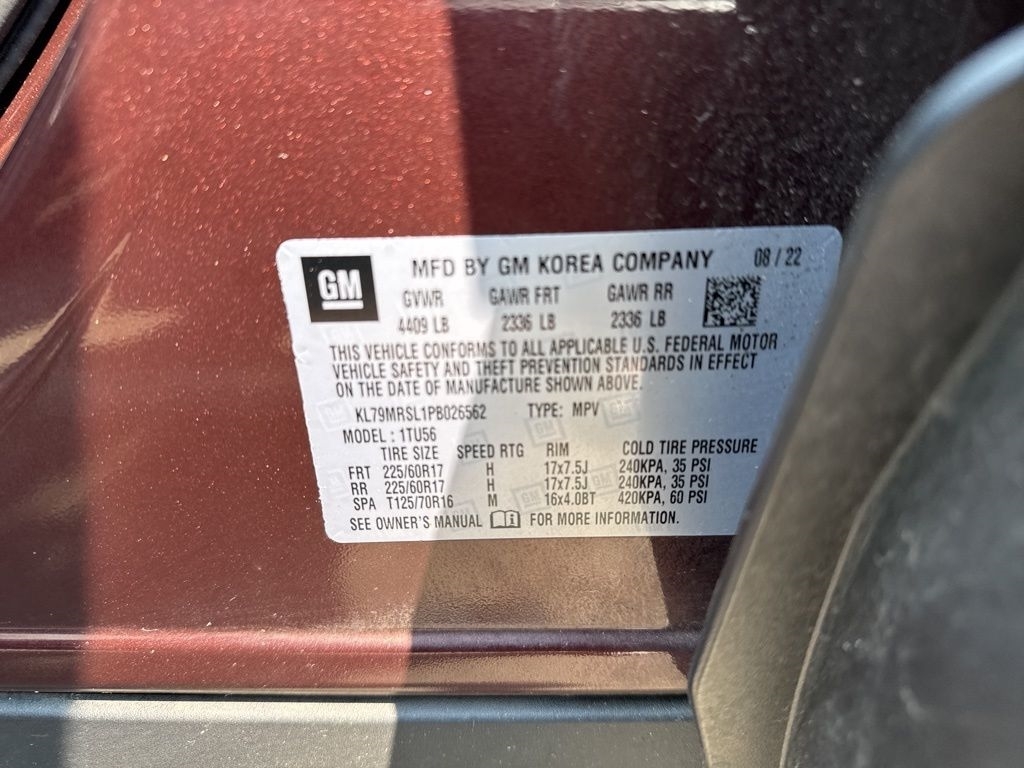 GM
MFD BY GM KOREA COMPANY 08 / 22
GVWR GAWR FRT GAWR RR
4409 LB 2336 LB 2336 LB
THIS VEHICLE CONFORMS TO ALL APPLICABLE U.S. FEDERAL MOTOR
VEHICLE SAFETY AND THEFT PREVENTION STANDARDS IN EFFECT
ON THE DATE OF MANUFACTURE SHOWN ABOVE.
KL79MRSL1PB026562 TYPE: MPV
MODEL : 1TU56
TIRE SIZE SPEED RTG RIM COLD TIRE PRESSURE
FRT 225/60R17 H 17x7.5J 240KPA, 35 PSI
RR 225/60R17 H 17x7.5J 240KPA, 35 PSI
SPA T125/70R16 M 16x4.0BT 420KPA, 60 PSI
SEE OWNER'S MANUAL FOR MORE INFORMATION.